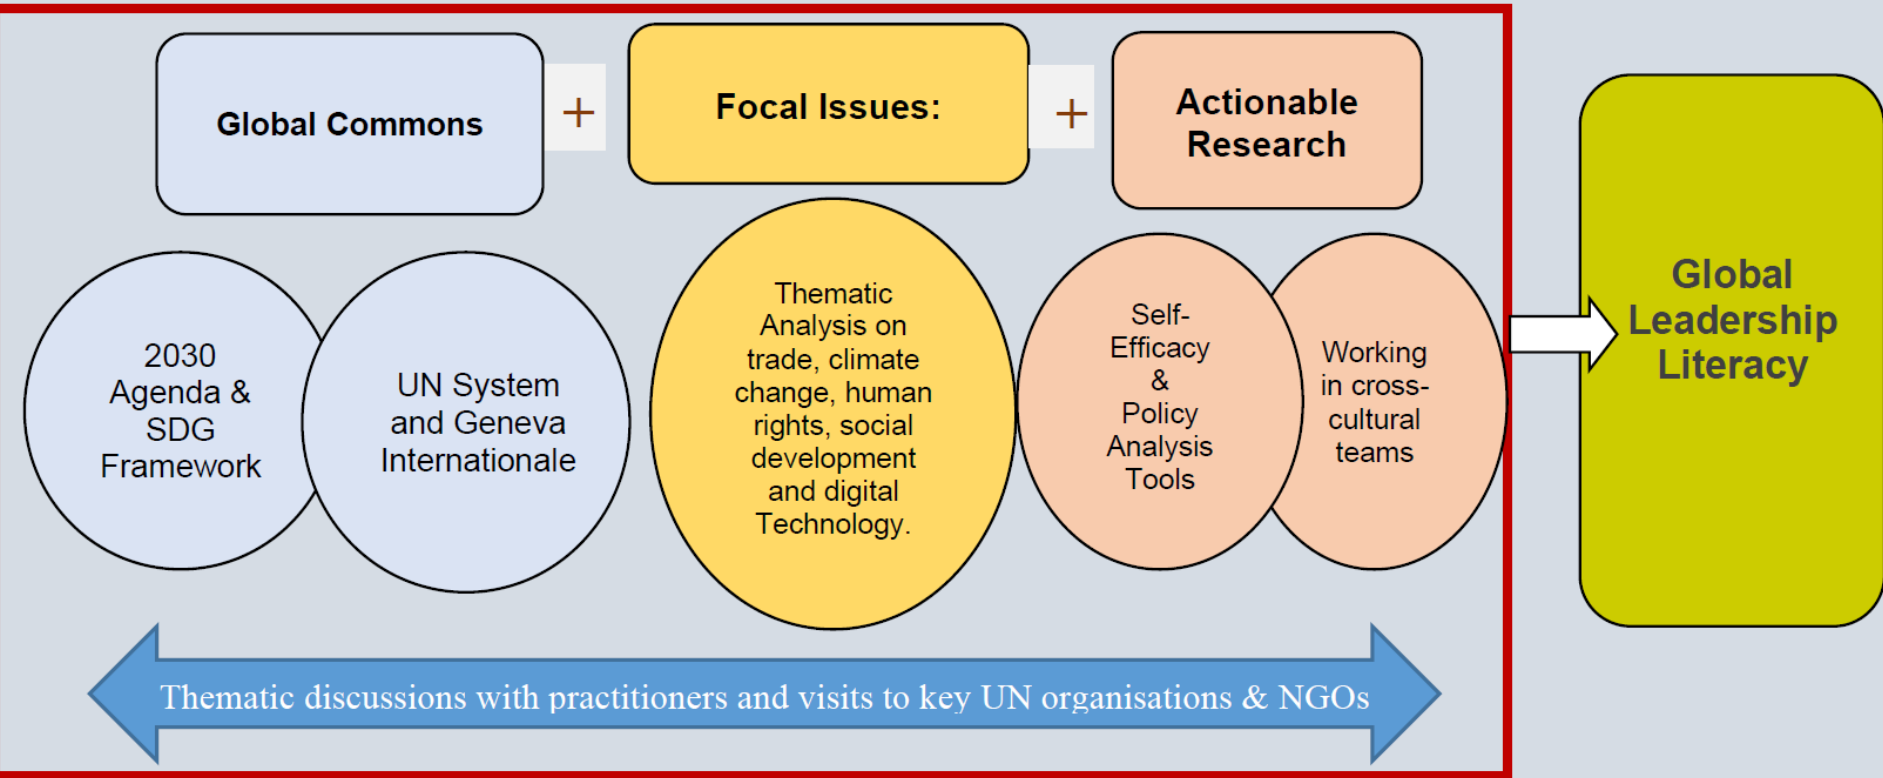 Global Commons
+
Focal Issues:
+
Actionable
Research
2030
Agenda &
SDG
Framework
UN System
and Geneva
Internationale
Thematic
Analysis on
trade, climate
change, human
rights, social
development
and digital
Technology.
Self-
Efficacy
&
Policy
Analysis
Tools
Working
in cross-
cultural
teams
Global
Leadership
Literacy
Thematic discussions with practitioners and visits to key UN organisations & NGOs